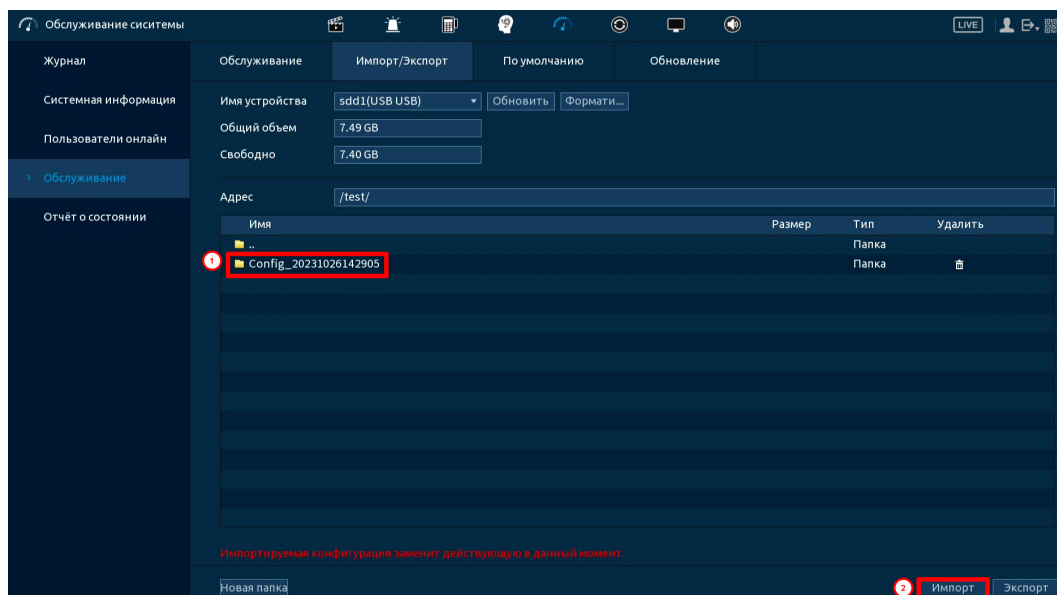 Обслуживание сиситемы
LIVE
Журнал
Системная информация
Пользователи онлайн
Обслуживание
Отчёт о состоянии
Обслуживание Импорт/Экспорт По умолчанию Обновление
Имя устройства sdd1(USB USB) Обновить Формати...
Общий объем 7.49 GB
Свободно 7.40 GB
Адрес /test/
Имя Размер Тип Удалить
.. Папка
1 Config_20231026142905 Папка
Импортируемая конфигурация заменит действующую в данный момент.
Новая папка 2 Импорт Экспорт